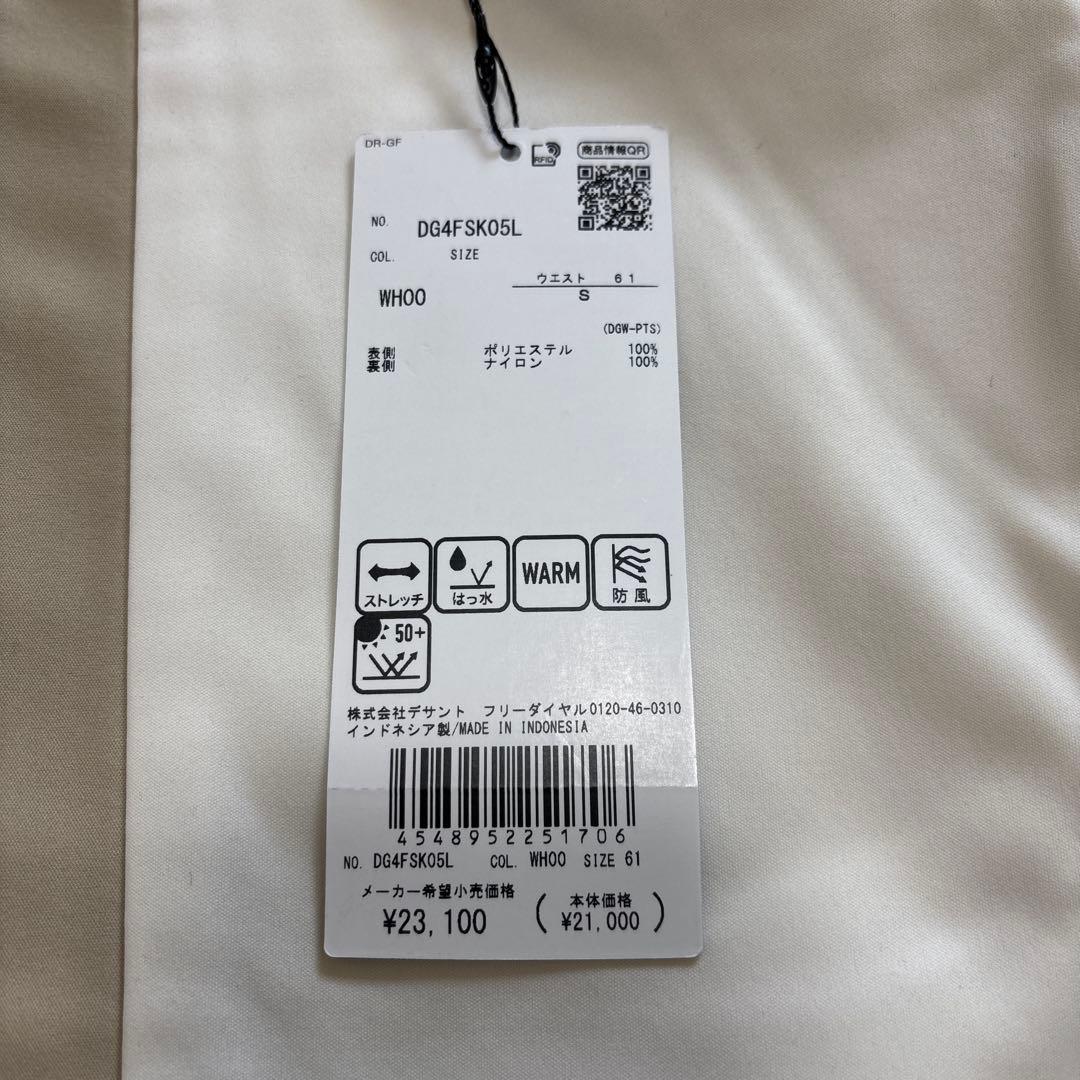 DR-GF
RFID
商品情報QR
NO. DG4FSK05L
COL. SIZE
ウエスト 61
WH00 S
(DGW-PTS)
表側 ポリエステル 100%
裏側 ナイロン 100%
ストレッチ
はっ水
WARM
防風
50+
株式会社デサント フリーダイヤル0120-46-0310
インドネシア製/MADE IN INDONESIA
4548952251706
NO. DG4FSK05L COL. WH00 SIZE 61
メーカー希望小売価格
¥23,100
(本体価格
¥21,000)